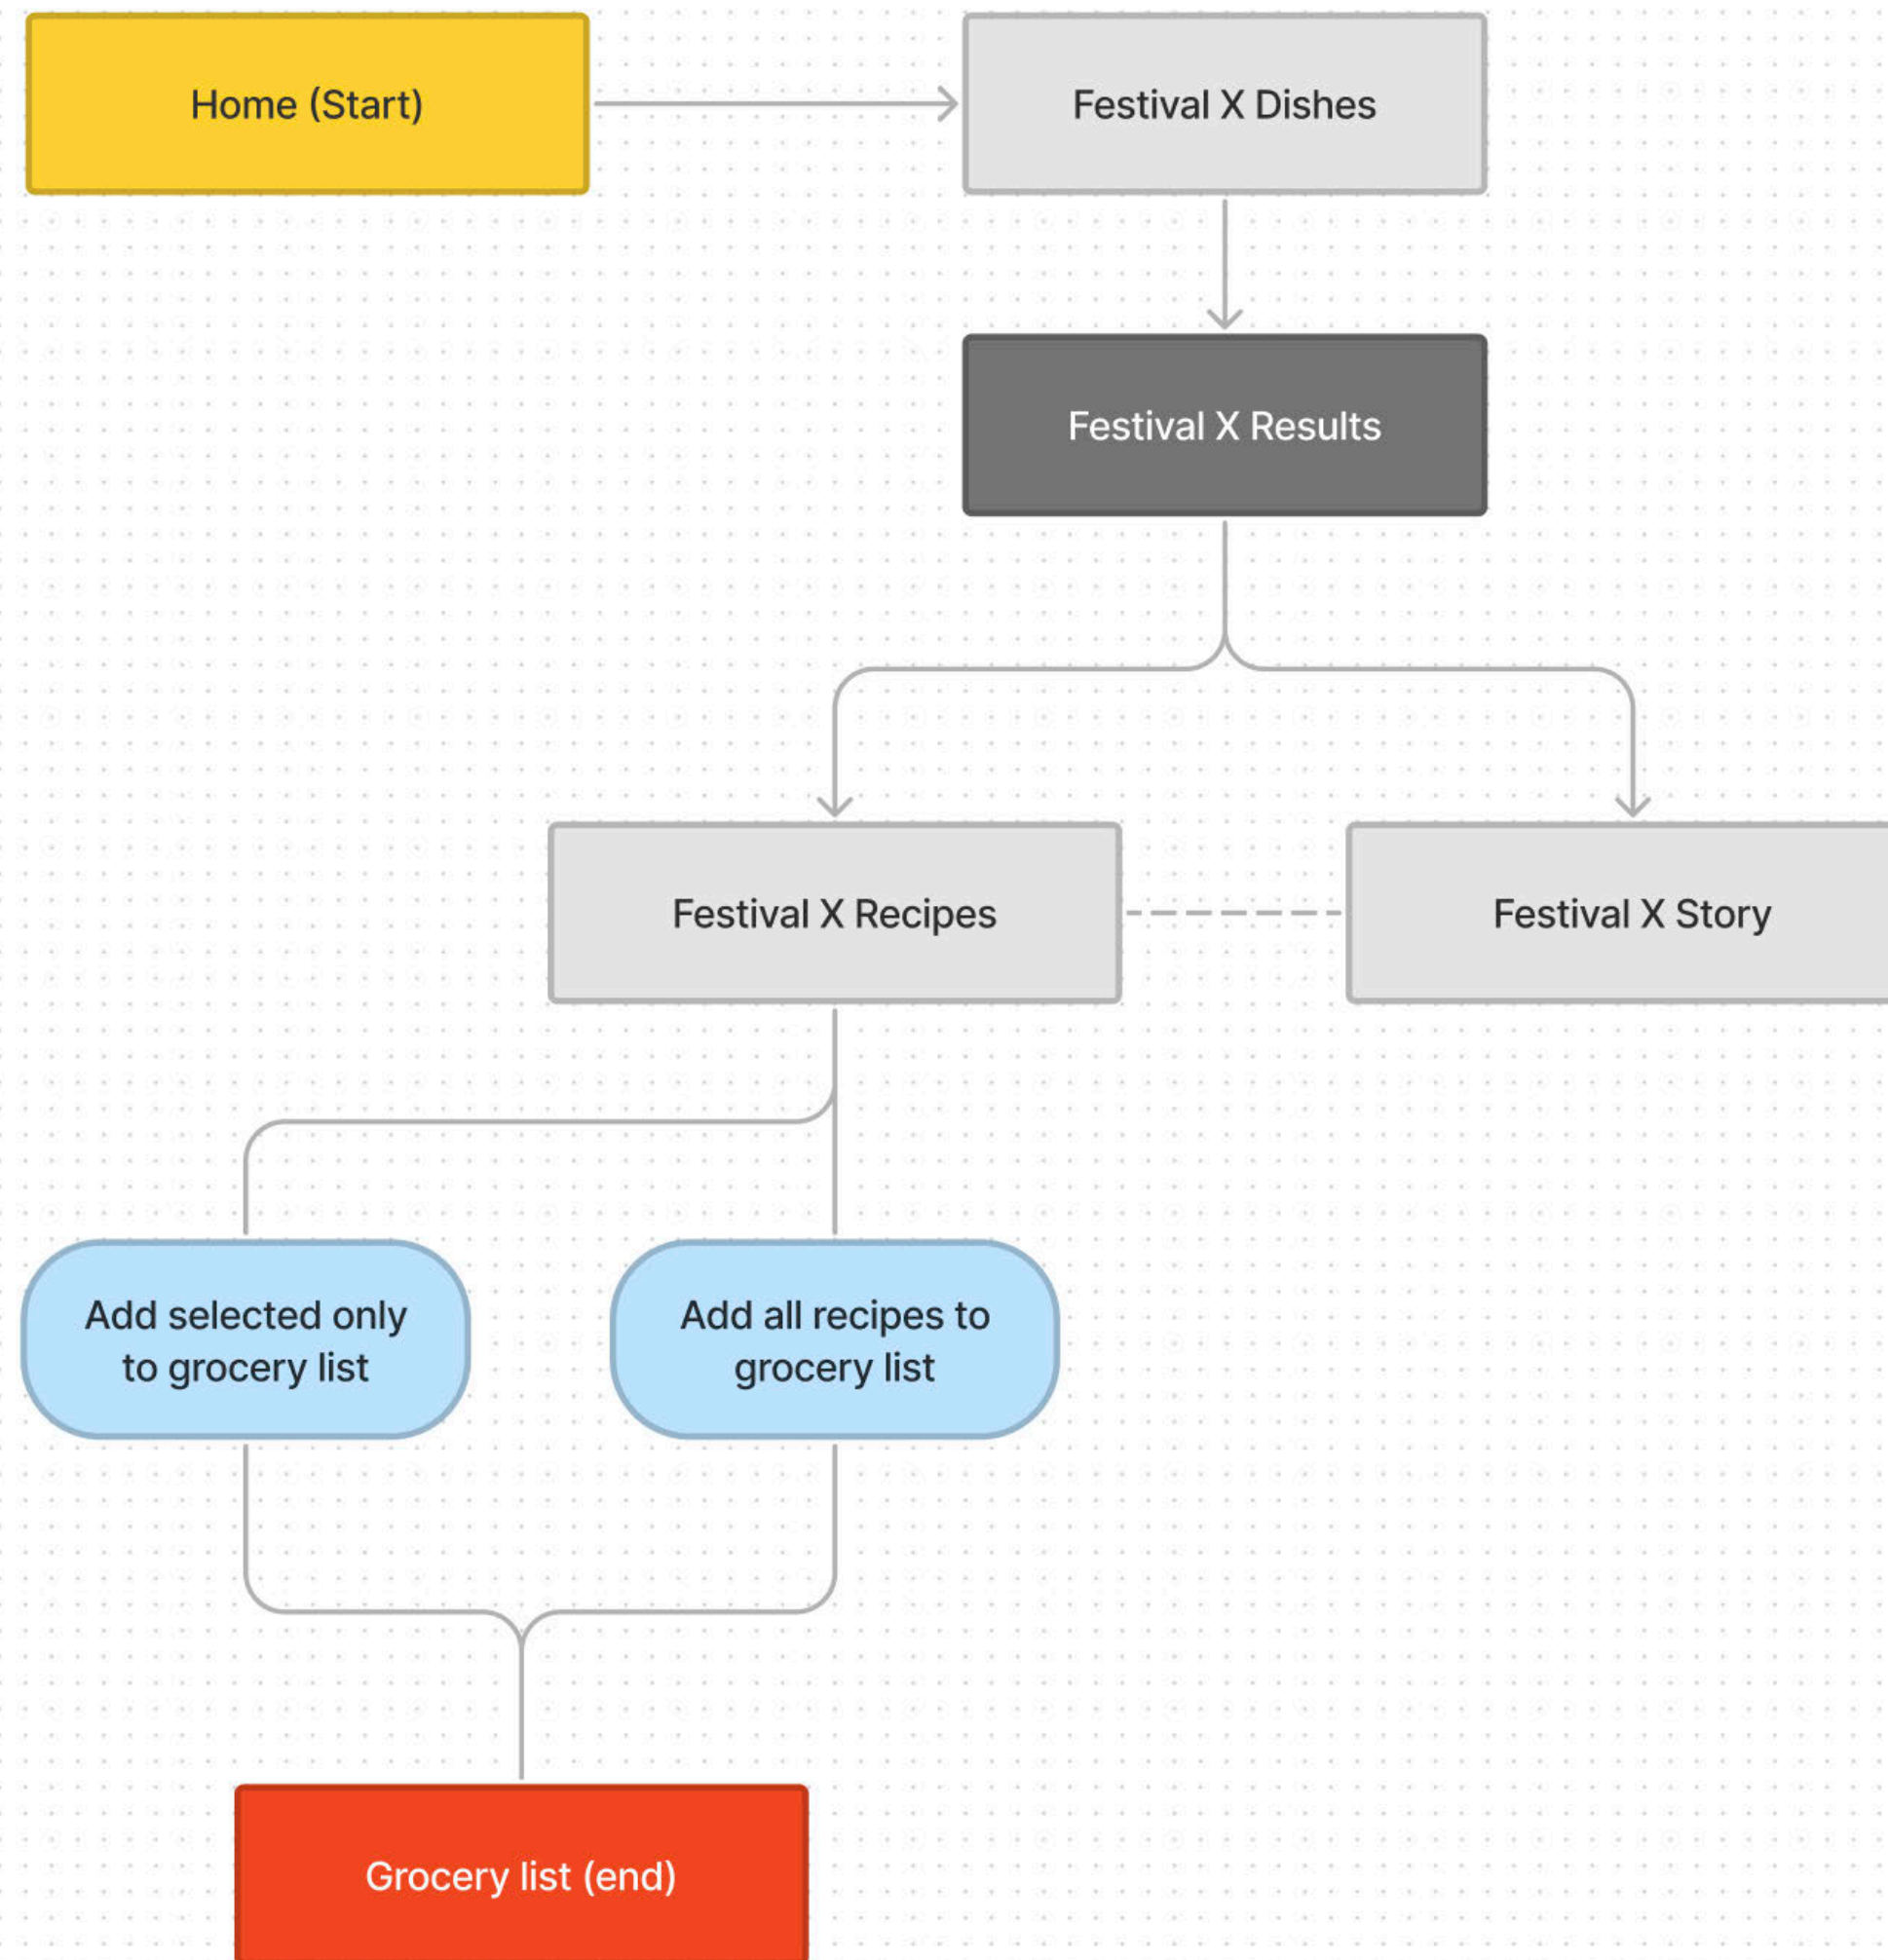 Home (Start)
Festival X Dishes
Festival X Results
Festival X Recipes
Festival X Story
Add selected only
to grocery list
Add all recipes to
grocery list
Grocery list (end)